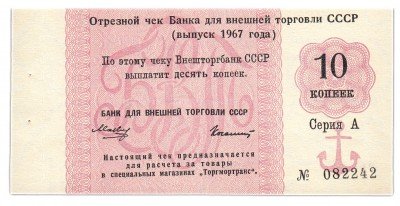 Отрезной чек Банка для внешней торговли СССР
(выпуск 1967 года)
По этому чеку Внешторгбанк СССР
выплатит десять копеек.
10
КОПЕЕК
БАНК ДЛЯ ВНЕШНЕЙ ТОРГОВЛИ СССР
Серия А
Настоящий чек предназначается
для расчета за товары
в специальных магазинах "Торгмортранс".
№ 082242